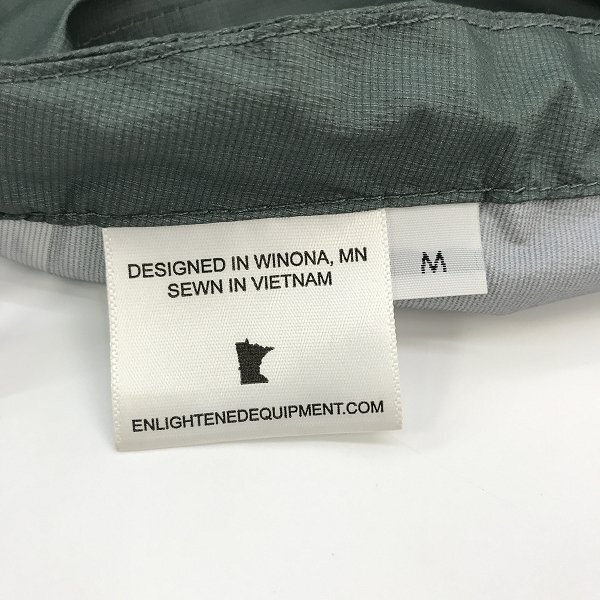 DESIGNED IN WINONA, MN
SEWN IN VIETNAM
ENLIGHTENEDEQUIPMENT.COM
M